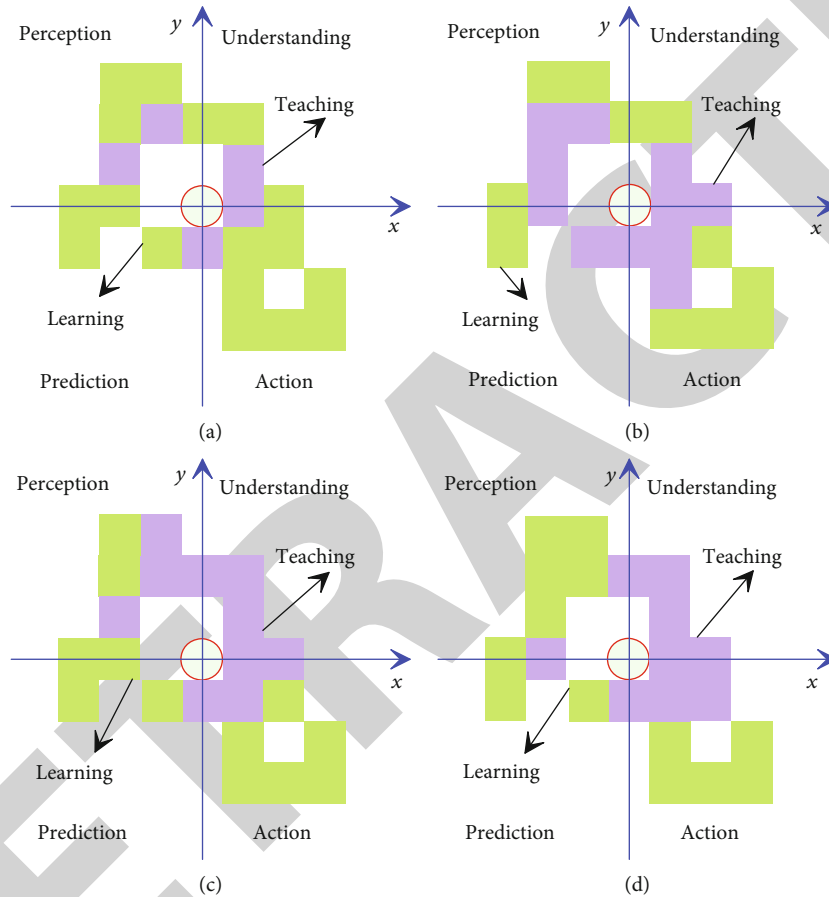 Perception
y
Understanding
Teaching
x
Learning
Prediction
Action
(a)
Perception
y
Understanding
Teaching
x
Learning
Prediction
Action
(b)
Perception
y
Understanding
Teaching
x
Learning
Prediction
Action
(c)
Perception
y
Understanding
Teaching
x
Learning
Prediction
Action
(d)
ETRACT